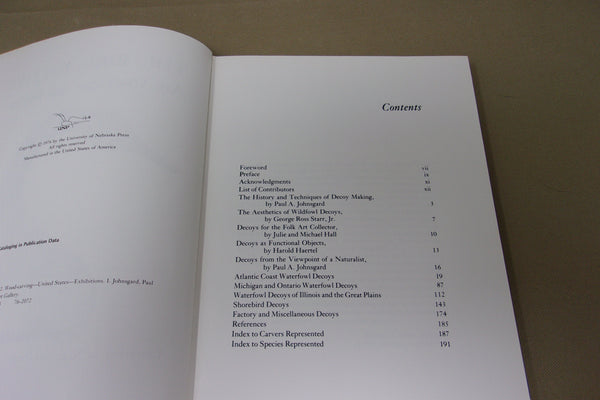 UNP
Copyright © 1976 by the University of Nebraska Press
All rights reserved
Manufactured in the United States of America
Cataloging in Publication Data
2. Wood-carving—United States—Exhibitions. I. Johnsgard, Paul
Gallery.
76-2072
Contents
Foreword vii
Preface ix
Acknowledgments xi
List of Contributors xii
The History and Techniques of Decoy Making,
by Paul A. Johnsgard 3
The Aesthetics of Wildfowl Decoys,
by George Ross Starr, Jr. 7
Decoys for the Folk Art Collector,
by Julie and Michael Hall 10
Decoys as Functional Objects,
by Harold Haertel 13
Decoys from the Viewpoint of a Naturalist,
by Paul A. Johnsgard 16
Atlantic Coast Waterfowl Decoys 19
Michigan and Ontario Waterfowl Decoys 87
Waterfowl Decoys of Illinois and the Great Plains 112
Shorebird Decoys 143
Factory and Miscellaneous Decoys 174
References 185
Index to Carvers Represented 187
Index to Species Represented 191